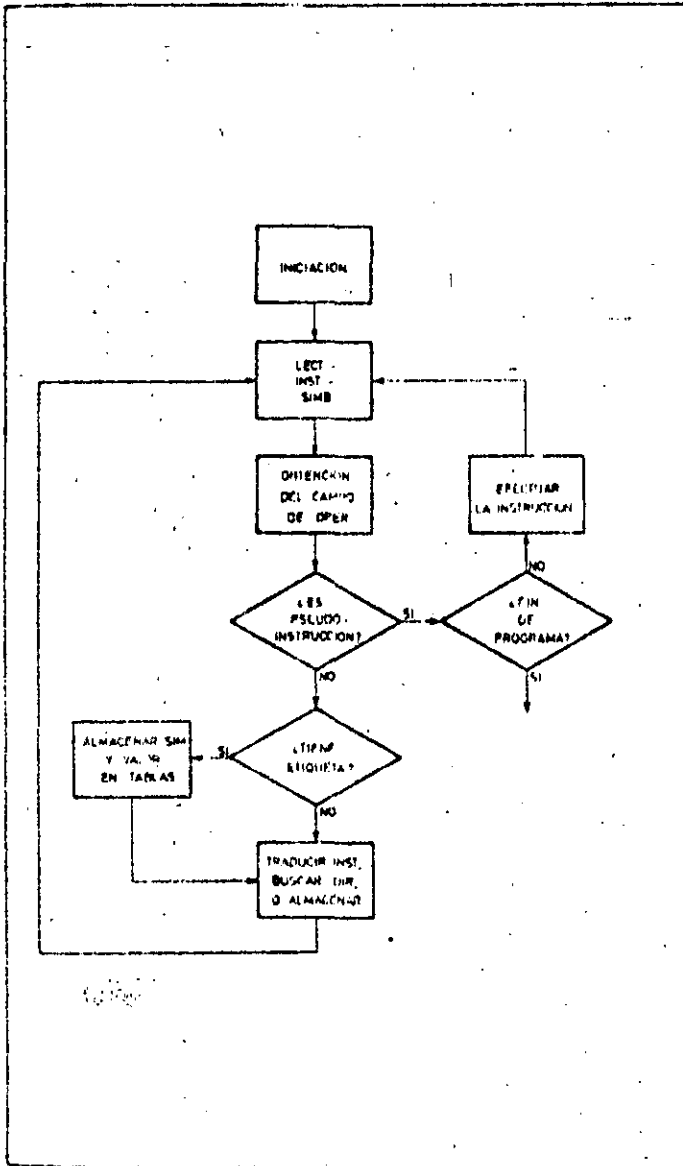 INICIACION
LECT -
INST -
SIMB
OBTENCION
DEL CAMPO
DE OPER
EFECTUAR
LA INSTRUCCION
¿ES
PSEUDO-
INSTRUCCION?
SI
NO
¿FIN
DE
PROGRAMA?
NO
SI
ALMACENAR SIM
Y VALOR
EN TABLAS
SI
¿TIENE
ETIQUETA?
NO
TRADUCIR INST,
BUSCAR DIR,
O ALMACENAR